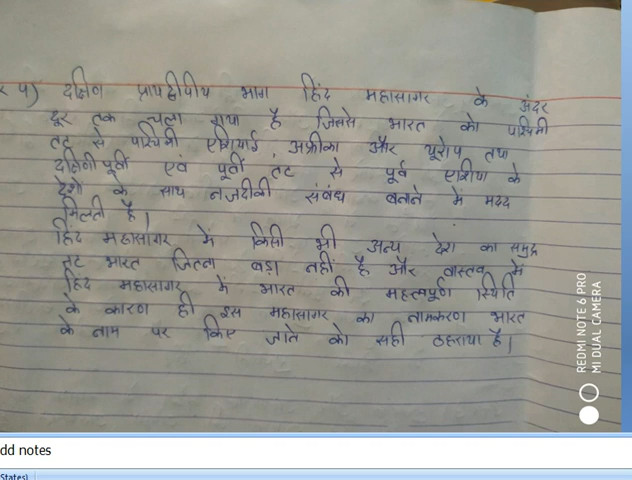 ५) दक्षिण प्रायद्वीपीय भाग हिंद महासागर के अंदर
दूर तक चला गया है जिससे भारत को पश्चिमी
तट से पश्चिमी एशियाई, अफ्रीका और यूरोप तथा
दक्षिणी पूर्वी एवं पूर्वी तट से पूर्व एशिया के
देशों के साथ नजदीकी संबंध बनाने में मदद
मिलती है।
हिंद महासागर में किसी भी अन्य देश का समुद्र
तट भारत जितना बड़ा नहीं है और वास्तव में
हिंद महासागर में भारत की महत्वपूर्ण स्थिति
के कारण ही इस महासागर का नामकरण भारत
के नाम पर किए जाने को सही ठहराया है।
REDMI NOTE 6 PRO
MI DUAL CAMERA
dd notes
States)